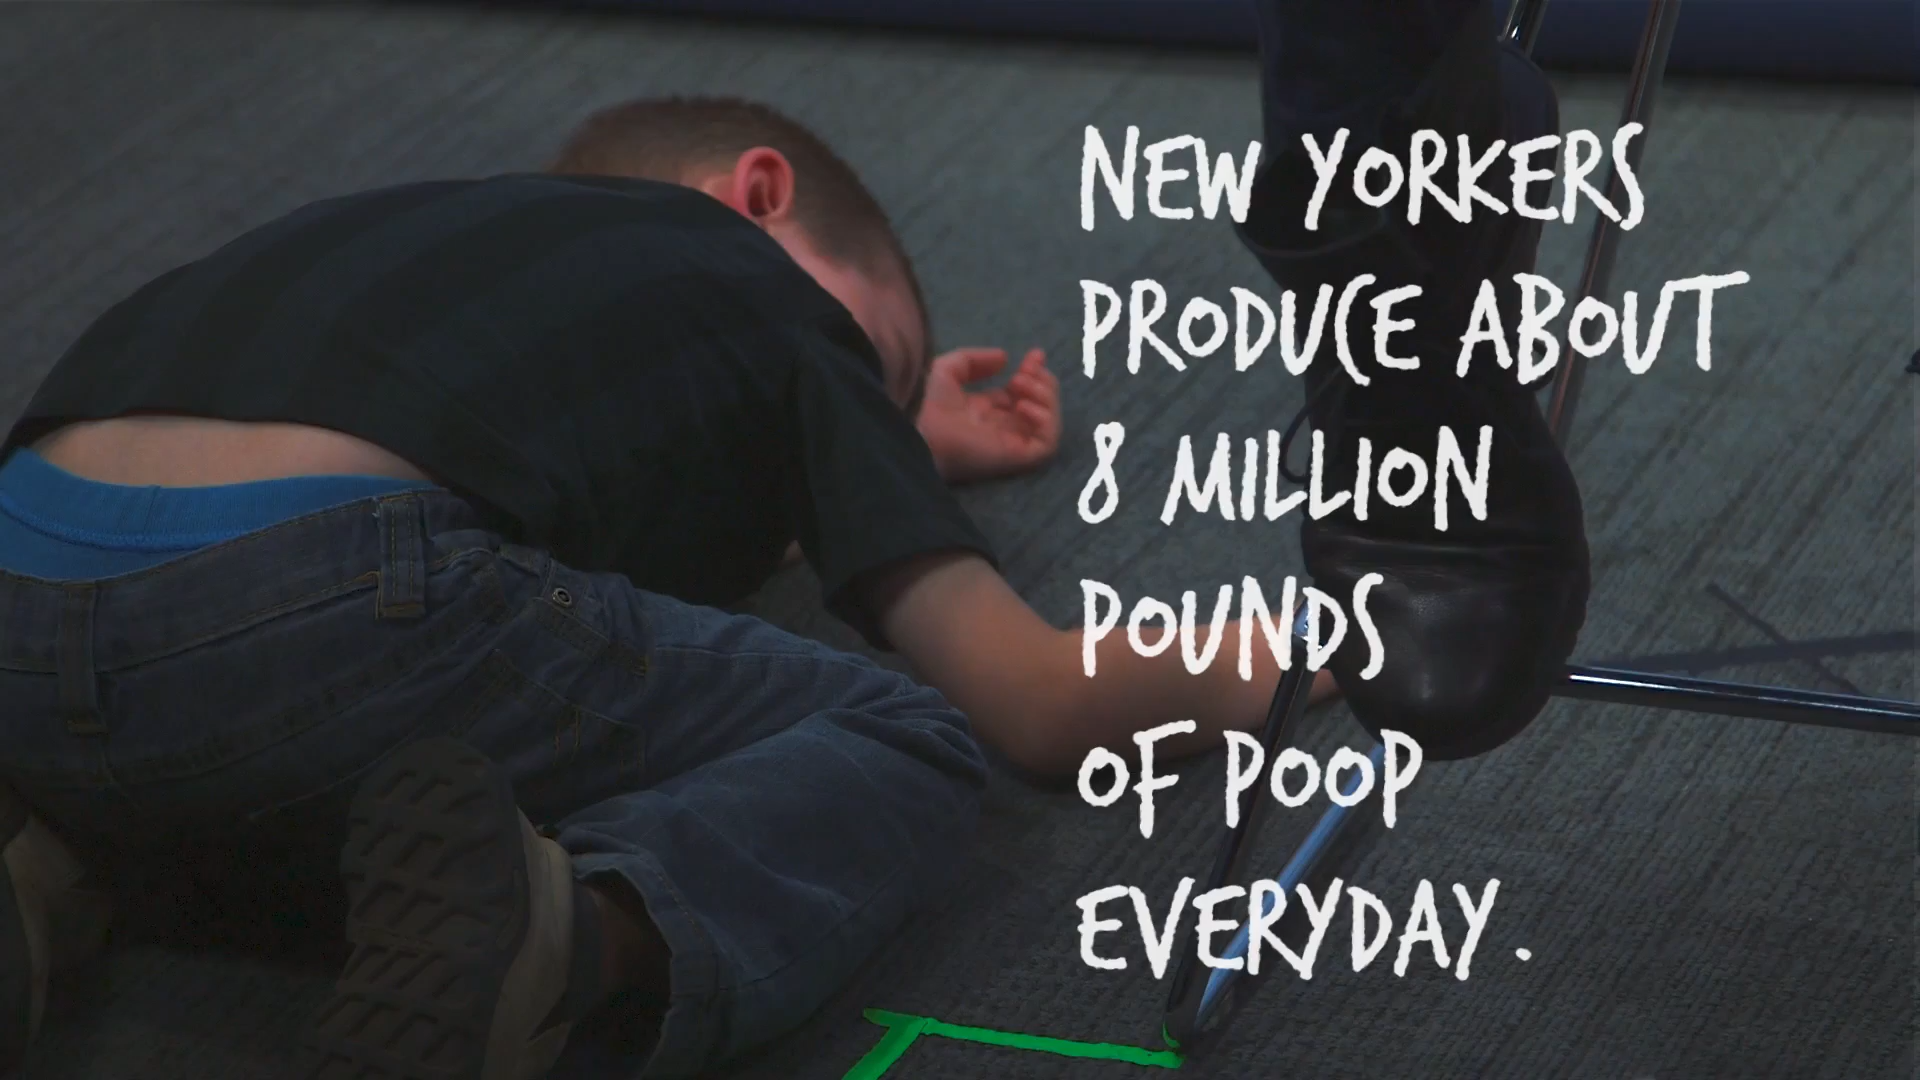 NEW YORKERS
PRODUCE ABOUT
8 MILLION
POUNDS
OF POOP
EVERYDAY.